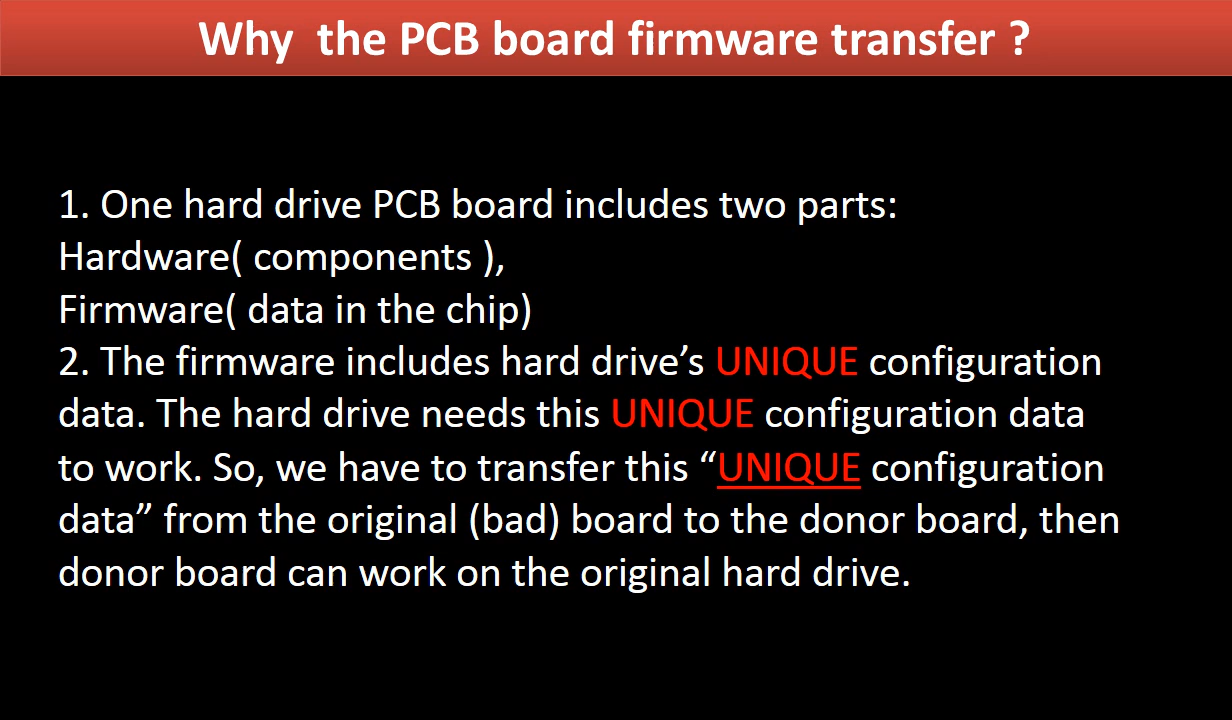 Why  the PCB board firmware transfer ?
1. One hard drive PCB board includes two parts:
Hardware( components ),
Firmware( data in the chip)
2. The firmware includes hard drive’s UNIQUE configuration
data. The hard drive needs this UNIQUE configuration data
to work. So, we have to transfer this “UNIQUE configuration
data” from the original (bad) board to the donor board, then
donor board can work on the original hard drive.